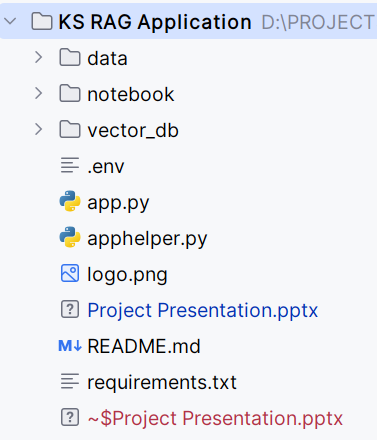 KS RAG Application D:\PROJECT
data
notebook
vector_db
.env
app.py
apphelper.py
logo.png
Project Presentation.pptx
M↓ README.md
requirements.txt
~$Project Presentation.pptx